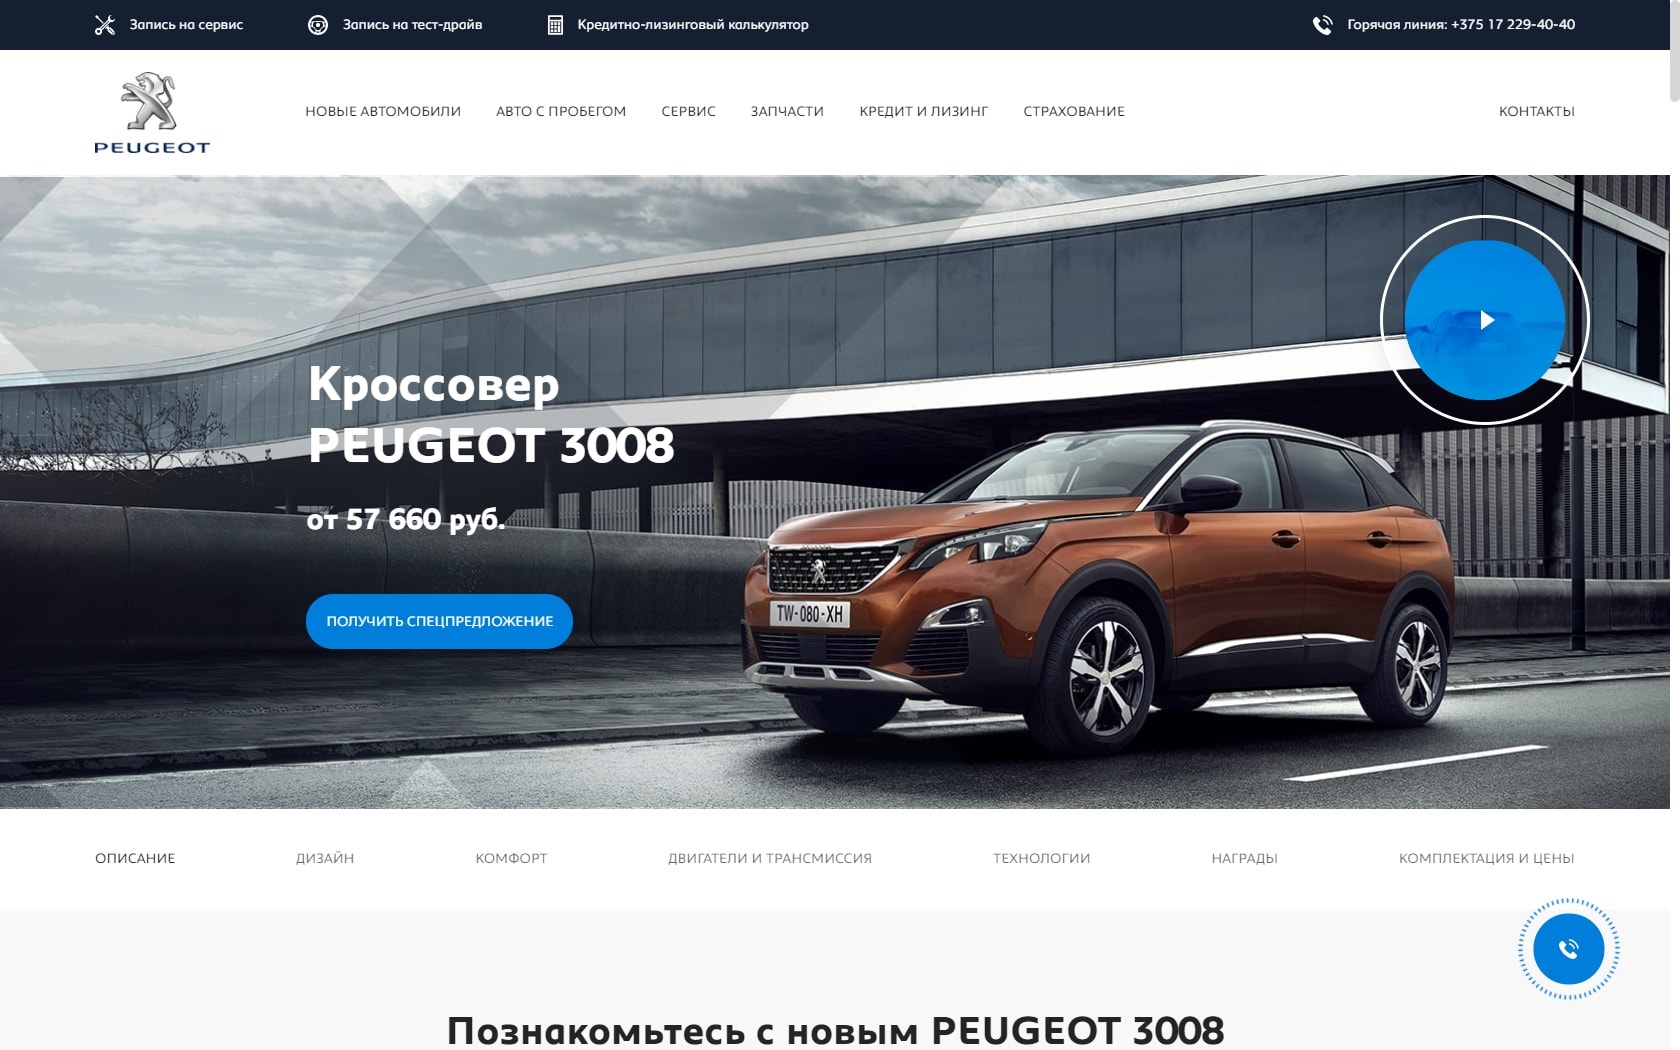 Запись на сервис
Запись на тест-драйв
Кредитно-лизинговый калькулятор
Горячая линия: +375 17 229-40-40
PEUGEOT
НОВЫЕ АВТОМОБИЛИ
АВТО С ПРОБЕГОМ
СЕРВИС
ЗАПЧАСТИ
КРЕДИТ И ЛИЗИНГ
СТРАХОВАНИЕ
КОНТАКТЫ
Кроссовер
PEUGEOT 3008
от 57 660 руб.
ПОЛУЧИТЬ СПЕЦПРЕДЛОЖЕНИЕ
TW-080-XH
ОПИСАНИЕ
ДИЗАЙН
КОМФОРТ
ДВИГАТЕЛИ И ТРАНСМИССИЯ
ТЕХНОЛОГИИ
НАГРАДЫ
КОМПЛЕКТАЦИЯ И ЦЕНЫ
Познакомьтесь с новым PEUGEOT 3008